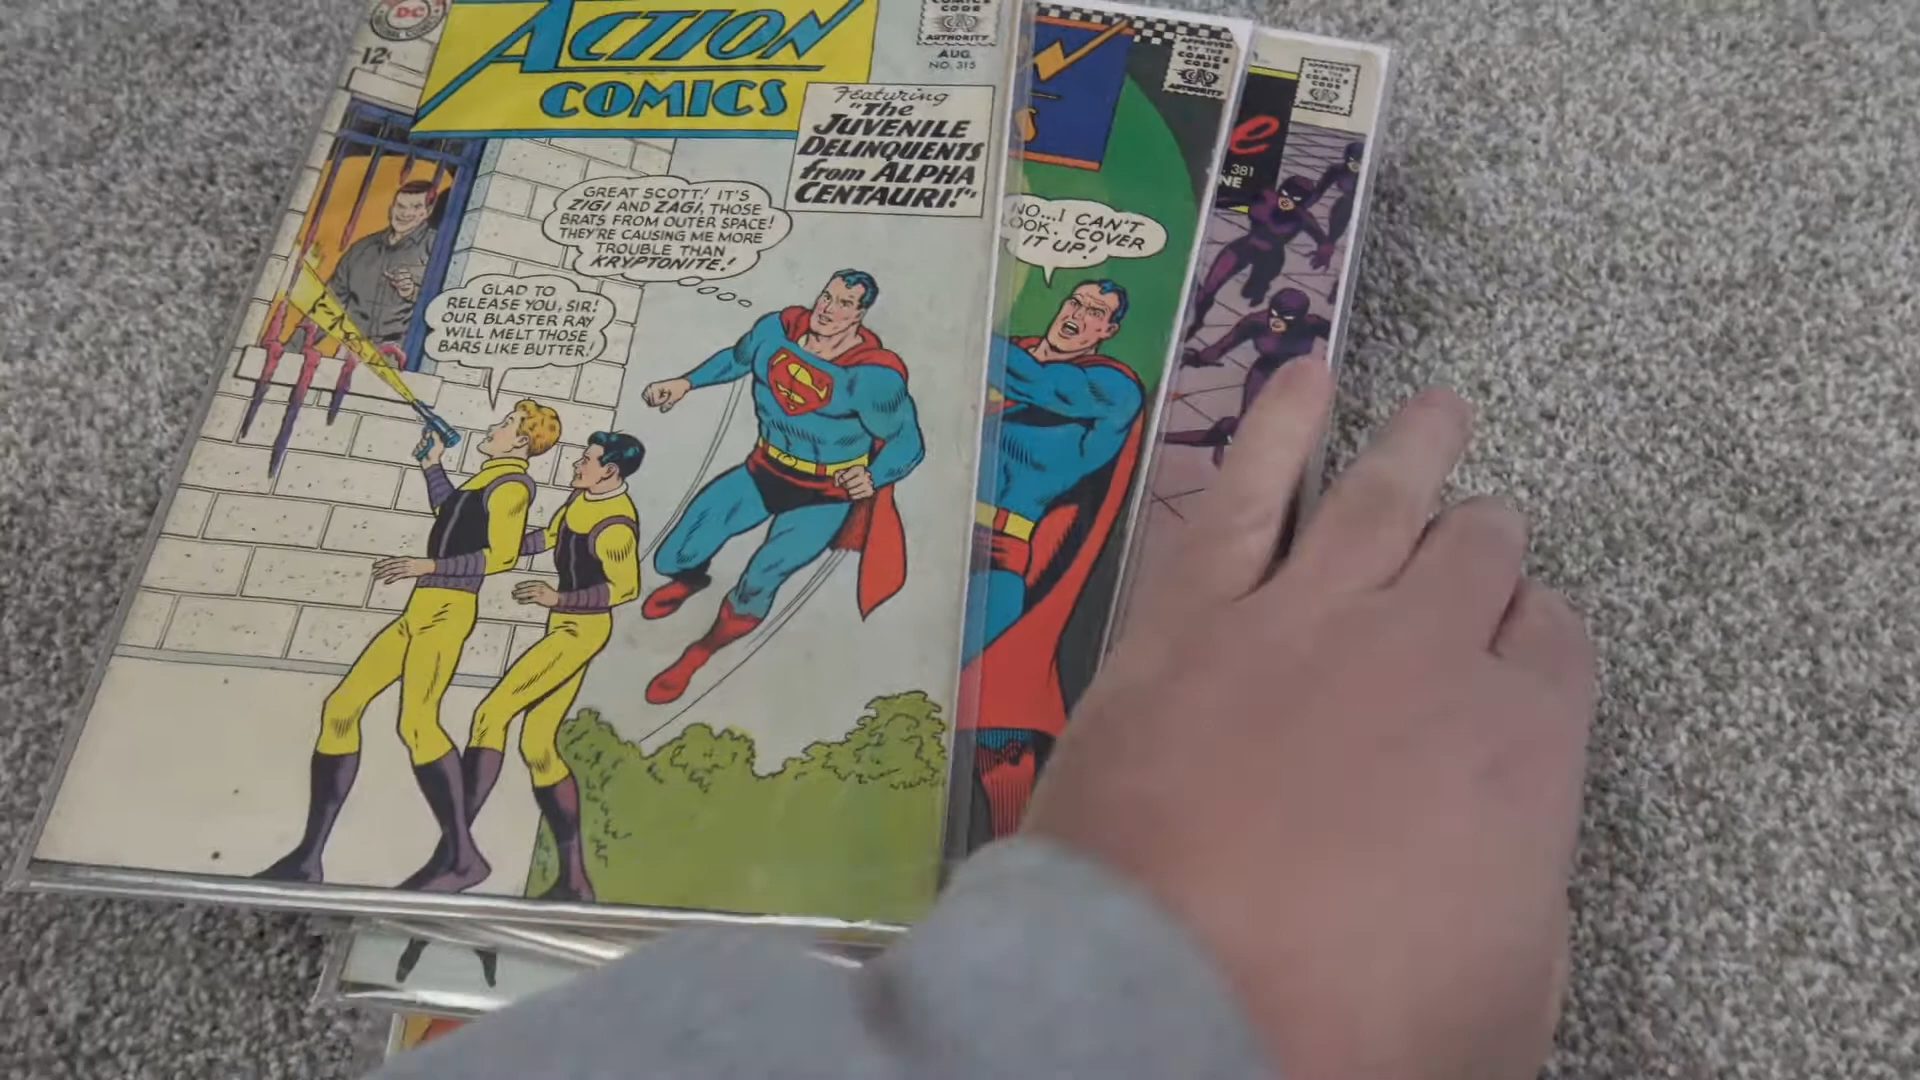 DC
12¢
ACTION
COMICS
COMICS
CODE
AUTHORITY
AUG.
NO. 315
Featuring
"The
JUVENILE
DELINQUENTS
from ALPHA
CENTAURI!"
GREAT SCOTT! IT'S
ZIGI AND ZAGI, THOSE
BRATS FROM OUTER SPACE!
THEY'RE CAUSING ME MORE
TROUBLE THAN
KRYPTONITE!
GLAD TO
RELEASE YOU, SIR!
OUR BLASTER RAY
WILL MELT THOSE
BARS LIKE BUTTER!
S
APPROVED
BY THE
COMICS
CODE
AUTHORITY
NO...I CAN'T
LOOK. COVER
IT UP!
APPROVED
BY THE
COMICS
CODE
AUTHORITY
e
381
NE